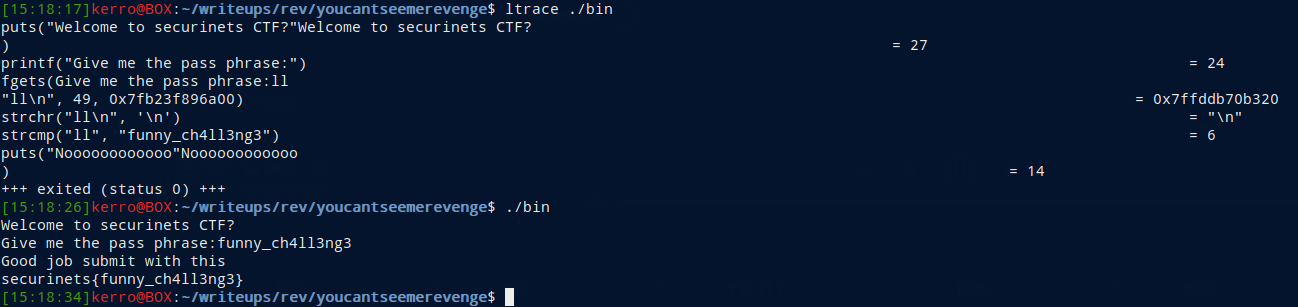 [15:18:17]kerro@BOX:~/writeups/rev/youcantseemerevenge$ ltrace ./bin
puts("Welcome to securinets CTF?"Welcome to securinets CTF?
) = 27
printf("Give me the pass phrase:") = 24
fgets(Give me the pass phrase:ll
"ll\n", 49, 0x7fb23f896a00) = 0x7ffddb70b320
strchr("ll\n", '\n') = "\n"
strcmp("ll", "funny_ch4ll3ng3") = 6
puts("Noooooooooooo"Noooooooooooo
) = 14
+++ exited (status 0) +++
[15:18:26]kerro@BOX:~/writeups/rev/youcantseemerevenge$ ./bin
Welcome to securinets CTF?
Give me the pass phrase:funny_ch4ll3ng3
Good job submit with this
securinets{funny_ch4ll3ng3}
[15:18:34]kerro@BOX:~/writeups/rev/youcantseemerevenge$